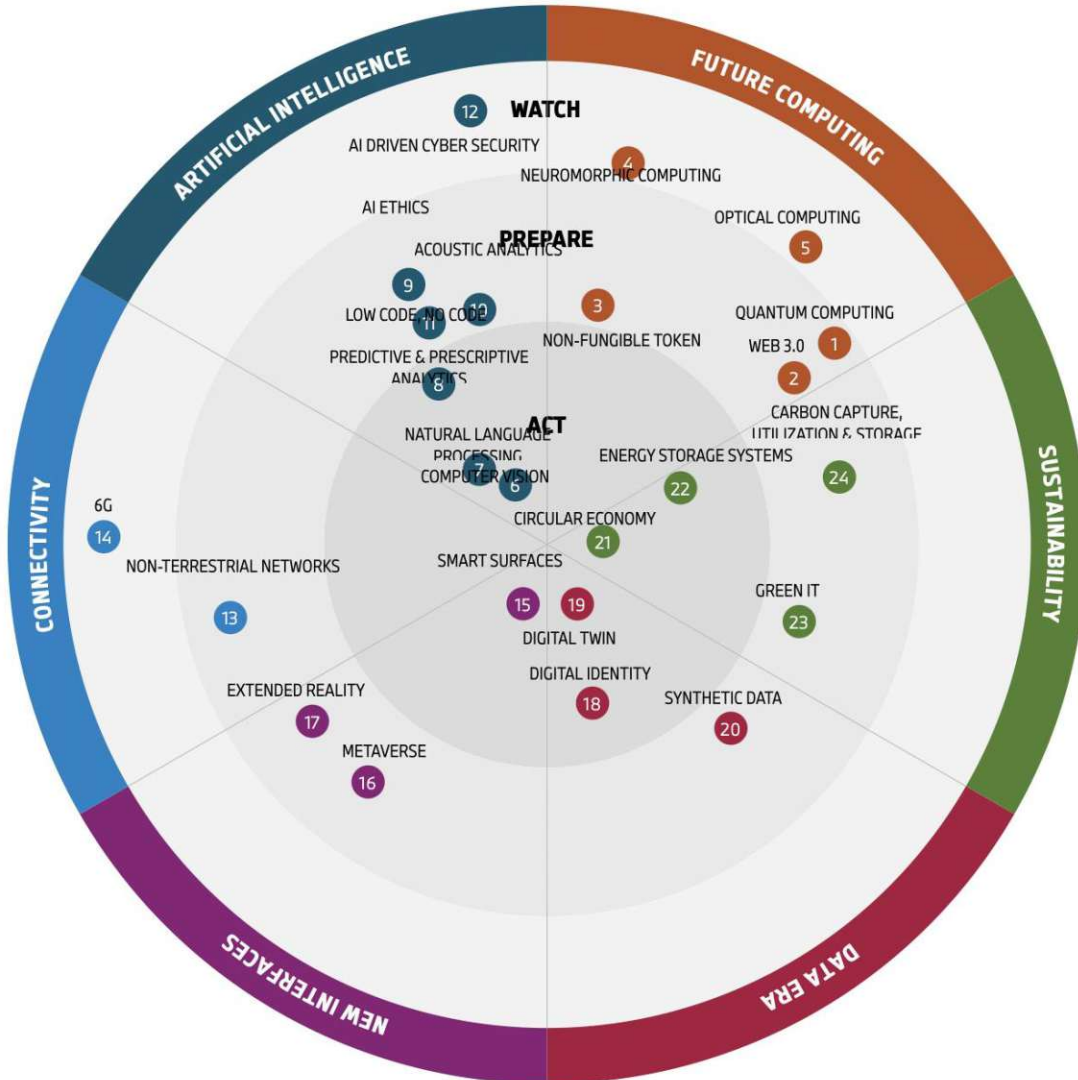 ARTIFICIAL INTELLIGENCE
FUTURE COMPUTING
12
WATCH
AI DRIVEN CYBER SECURITY
4
NEUROMORPHIC COMPUTING
AI ETHICS
OPTICAL COMPUTING
5
PREPARE
ACOUSTIC ANALYTICS
9
10
3
LOW CODE, NO CODE
11
QUANTUM COMPUTING
1
NON-FUNGIBLE TOKEN
WEB 3.0
2
PREDICTIVE & PRESCRIPTIVE
ANALYTICS
8
CARBON CAPTURE,
UTILIZATION & STORAGE
ACT
NATURAL LANGUAGE
PROCESSING
7
COMPUTER VISION
6
ENERGY STORAGE SYSTEMS
22
24
SUSTAINABILITY
CONNECTIVITY
6G
14
CIRCULAR ECONOMY
21
NON-TERRESTRIAL NETWORKS
13
SMART SURFACES
15
19
DIGITAL TWIN
GREEN IT
23
DIGITAL IDENTITY
18
EXTENDED REALITY
17
SYNTHETIC DATA
20
METAVERSE
16
NEW INTERFACES
DATA ERA